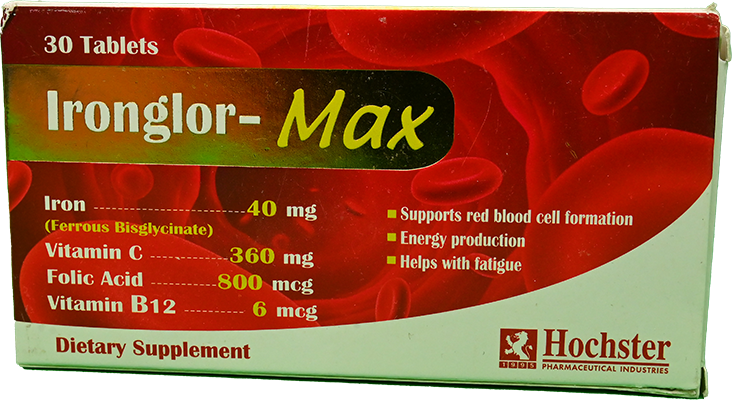 30 Tablets
Ironglor- Max
Iron ........................ 40 mg
(Ferrous Bisglycinate)
Vitamin C ................ 360 mg
Folic Acid ............... 800 mcg
Vitamin B12 ............. 6 mcg
Supports red blood cell formation
Energy production
Helps with fatigue
Dietary Supplement
Hochster
1995
PHARMACEUTICAL INDUSTRIES